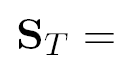 𝐒_T =